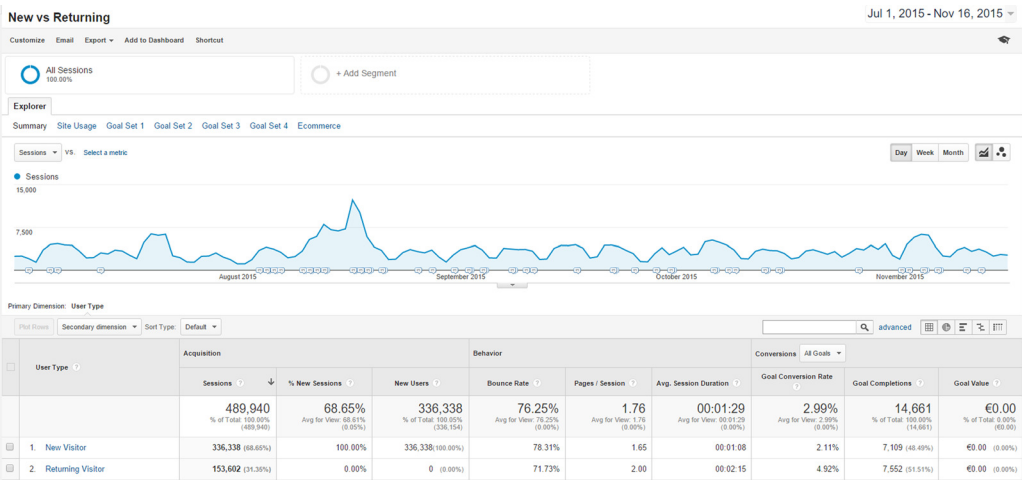 New vs Returning
Jul 1, 2015 - Nov 16, 2015
Customize Email Export Add to Dashboard Shortcut
All Sessions
100.00%
+ Add Segment
Explorer
Summary Site Usage Goal Set 1 Goal Set 2 Goal Set 3 Goal Set 4 Ecommerce
Sessions VS. Select a metric
Day Week Month
Sessions
15,000
7,500
August 2015 September 2015 October 2015 November 2015
Primary Dimension: User Type
Plot Rows Secondary dimension Sort Type: Default
advanced
User Type ?
Acquisition Behavior Conversions All Goals
Sessions ? % New Sessions ? New Users ? Bounce Rate ? Pages / Session ? Avg. Session Duration ? Goal Conversion Rate ? Goal Completions ? Goal Value ?
489,940 68.65% 336,338 76.25% 1.76 00:01:29 2.99% 14,661 €0.00
% of Total: 100.00% (489,940) Avg for View: 68.61% (0.05%) % of Total: 100.05% (336,154) Avg for View: 76.25% (0.00%) Avg for View: 1.76 (0.00%) Avg for View: 00:01:29 (0.00%) Avg for View: 2.99% (0.00%) % of Total: 100.00% (14,661) % of Total: 0.00% (€0.00)
1. New Visitor 336,338 (68.65%) 100.00% 336,338(100.00%) 78.31% 1.65 00:01:08 2.11% 7,109 (48.49%) €0.00 (0.00%)
2. Returning Visitor 153,602 (31.35%) 0.00% 0 (0.00%) 71.73% 2.00 00:02:15 4.92% 7,552 (51.51%) €0.00 (0.00%)